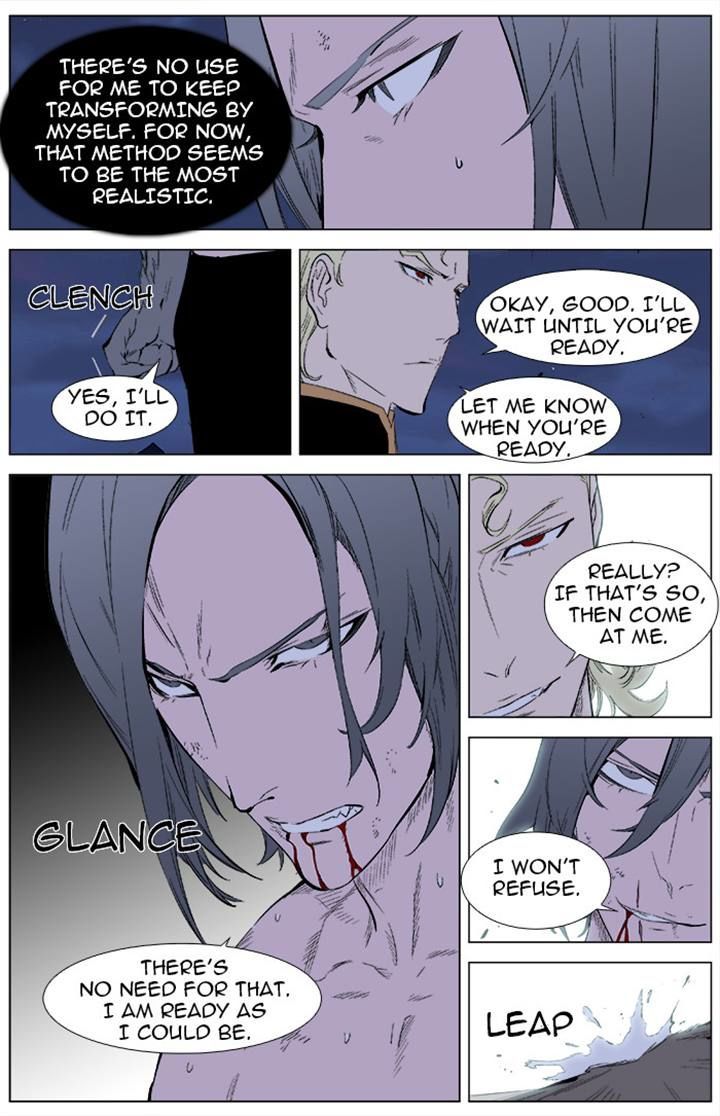 THERE'S NO USE
FOR ME TO KEEP
TRANSFORMING BY
MYSELF. FOR NOW,
THAT METHOD SEEMS
TO BE THE MOST
REALISTIC.
CLENCH
YES, I'LL
DO IT.
OKAY, GOOD. I'LL
WAIT UNTIL YOU'RE
READY.
LET ME KNOW
WHEN YOU'RE
READY.
GLANCE
THERE'S
NO NEED FOR THAT.
I AM READY AS
I COULD BE.
REALLY?
IF THAT'S SO,
THEN COME
AT ME.
I WON'T
REFUSE.
LEAP